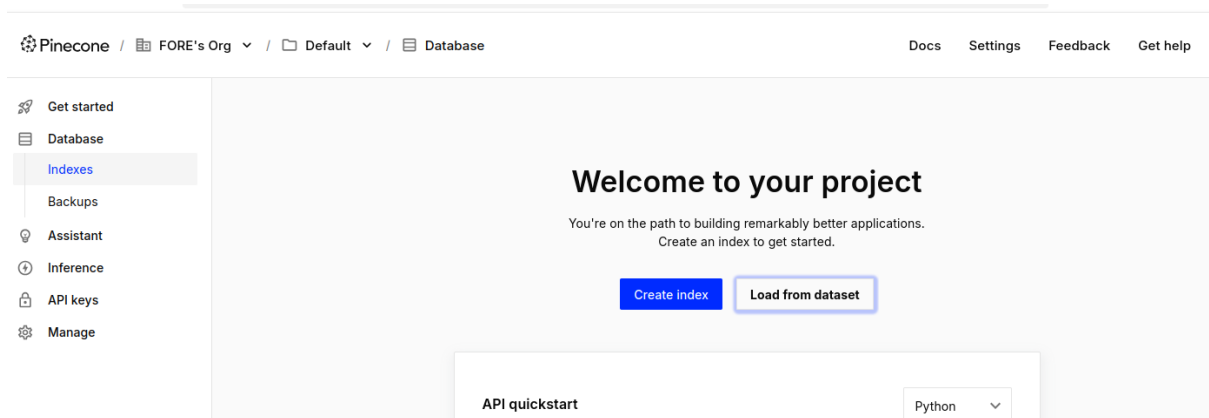 Pinecone / FORE's Org / Default / Database
Docs Settings Feedback Get help
Get started
Database
Indexes
Backups
Assistant
Inference
API keys
Manage
Welcome to your project
You're on the path to building remarkably better applications.
Create an index to get started.
Create index Load from dataset
API quickstart Python